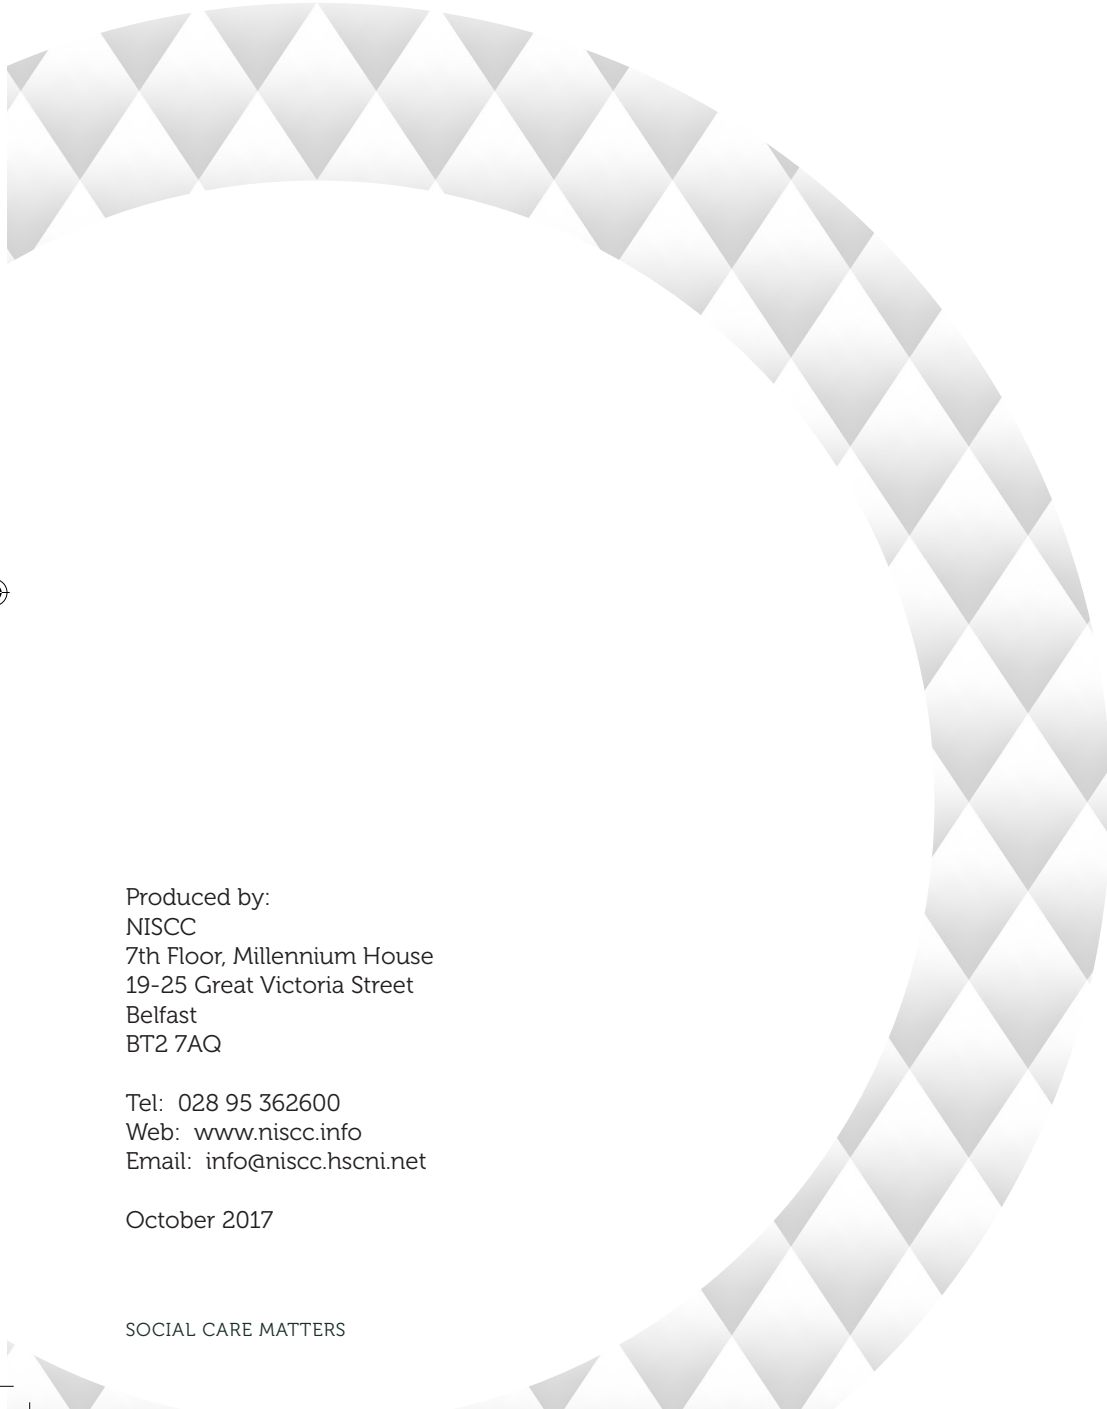 Produced by:
NISCC
7th Floor, Millennium House
19-25 Great Victoria Street
Belfast
BT2 7AQ
Tel:  028 95 362600
Web:  www.niscc.info
Email:  info@niscc.hscni.net
October 2017
SOCIAL CARE MATTERS